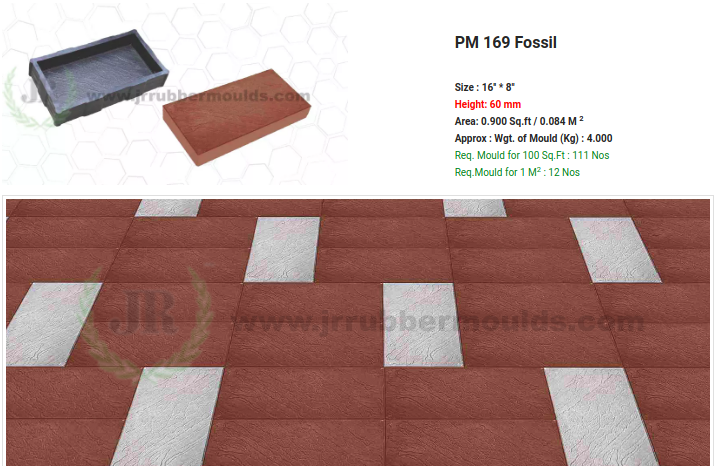 PM 169 Fossil
JR www.jrrubbermoulds.com
Size : 16" * 8"
Height: 60 mm
Area: 0.900 Sq.ft / 0.084 M ²
Approx : Wgt. of Mould (Kg) : 4.000
Req. Mould for 100 Sq.Ft : 111 Nos
Req.Mould for 1 M² : 12 Nos
JR www.jrrubbermoulds.com